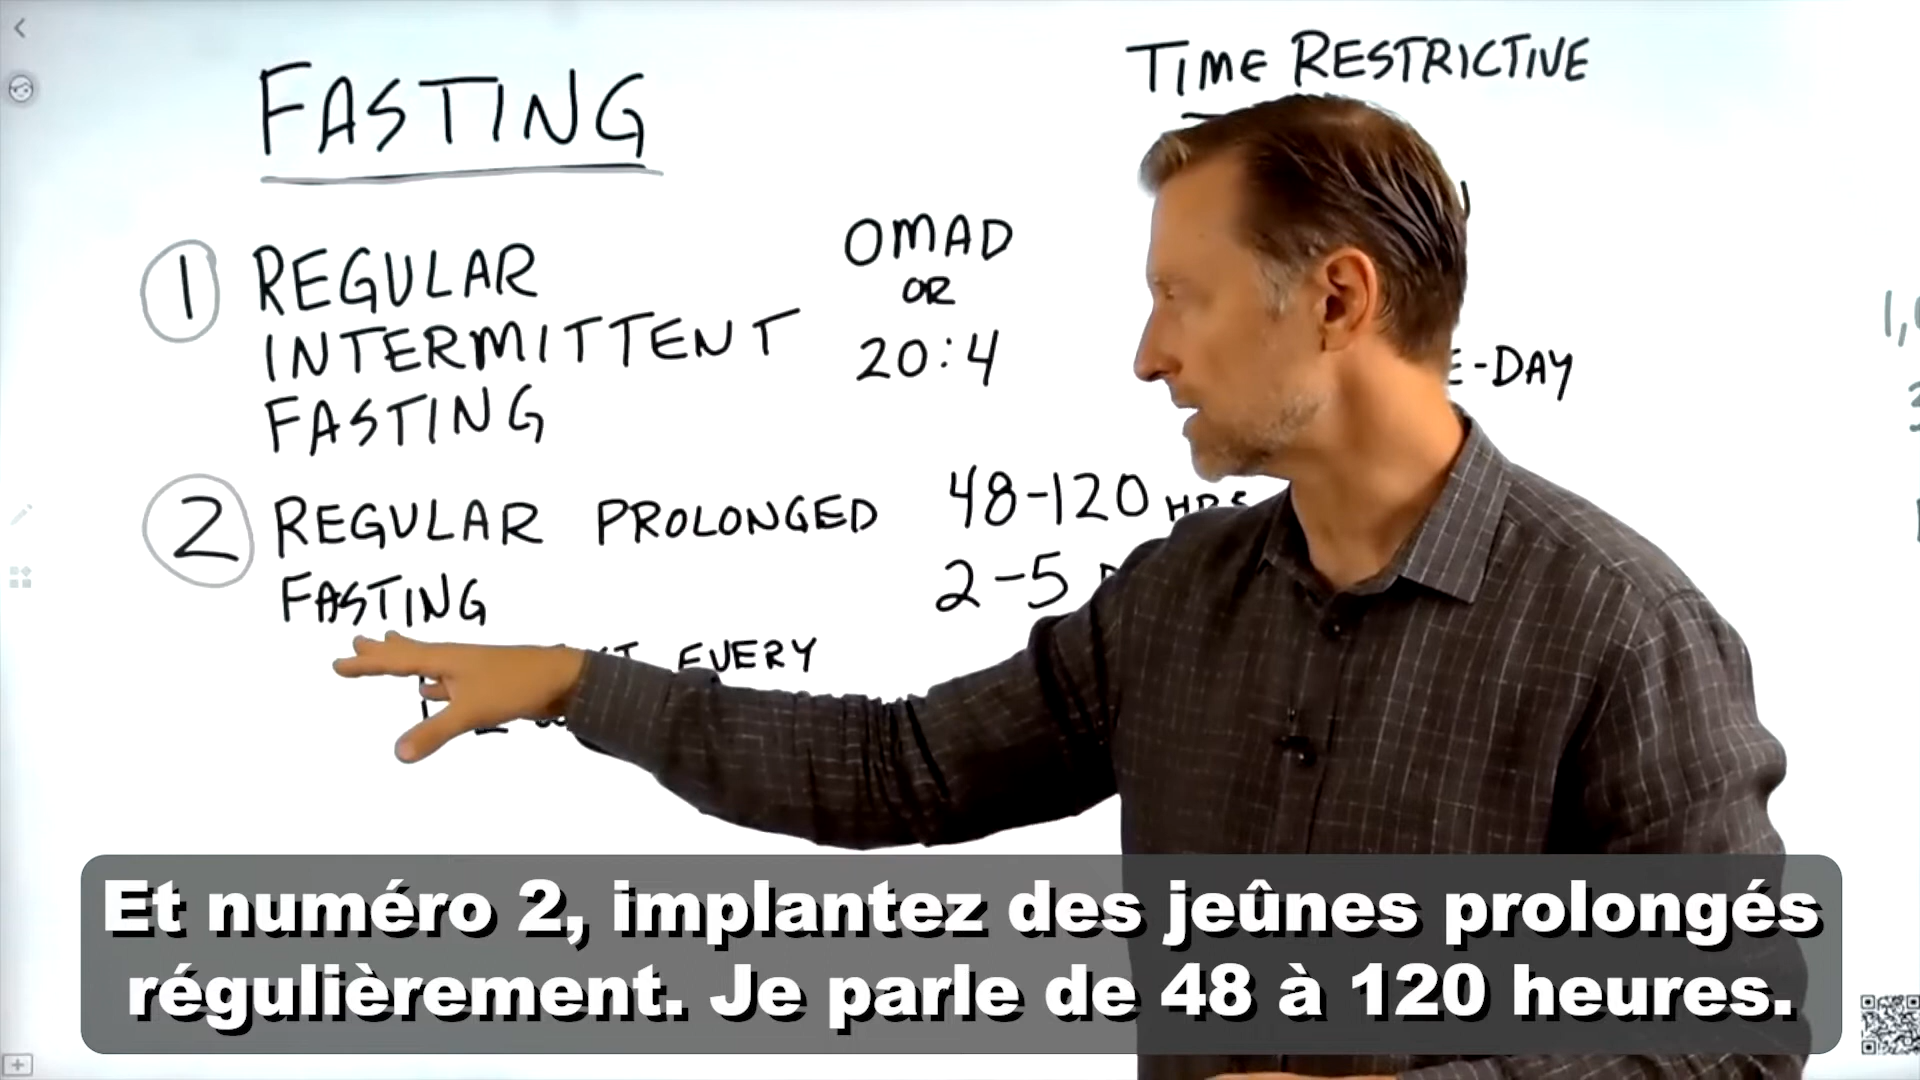 FASTING
TIME RESTRICTIVE
1 REGULAR
INTERMITTENT
FASTING
OMAD
OR
20:4
E-DAY
2 REGULAR PROLONGED
FASTING
48-120 HRS
2-5
EVERY
Et numéro 2, implantez des jeûnes prolongés
régulièrement. Je parle de 48 à 120 heures.